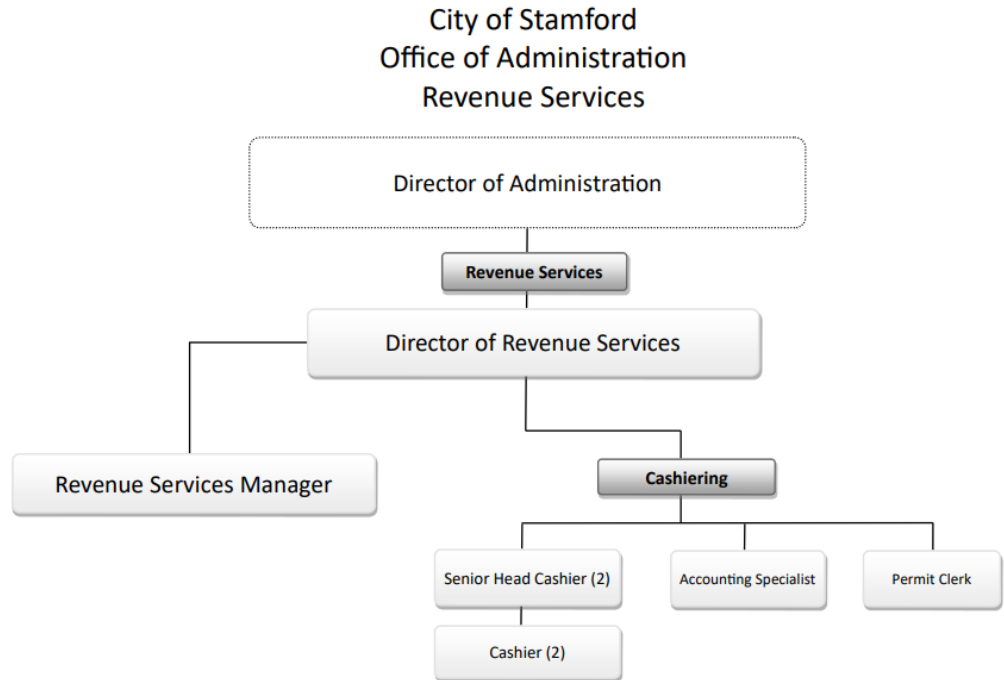 City of Stamford
Office of Administration
Revenue Services
Director of Administration
Revenue Services
Director of Revenue Services
Revenue Services Manager
Cashiering
Senior Head Cashier (2)
Accounting Specialist
Permit Clerk
Cashier (2)